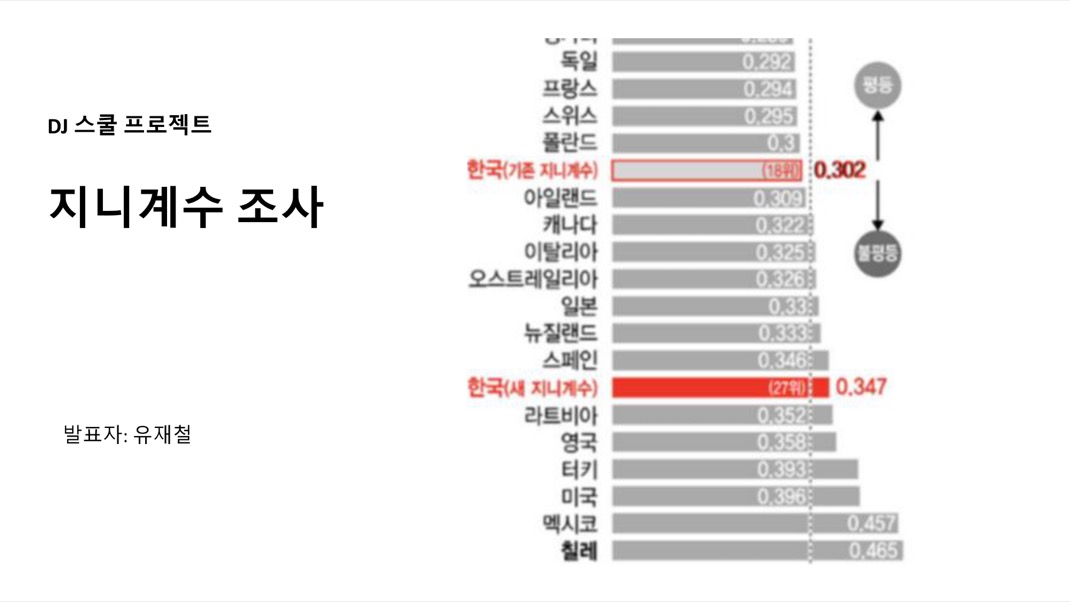 DJ 스쿨 프로젝트
지니계수 조사
발표자: 유재철
독일 0.292
프랑스 0.294
스위스 0.295
폴란드 0.3
한국(기존 지니계수) (18위) 0.302
아일랜드 0.309
캐나다 0.322
이탈리아 0.325
오스트레일리아 0.326
일본 0.33
뉴질랜드 0.333
스페인 0.346
한국(새 지니계수) (27위) 0.347
라트비아 0.352
영국 0.358
터키 0.393
미국 0.396
멕시코 0.457
칠레 0.465
평등
불평등